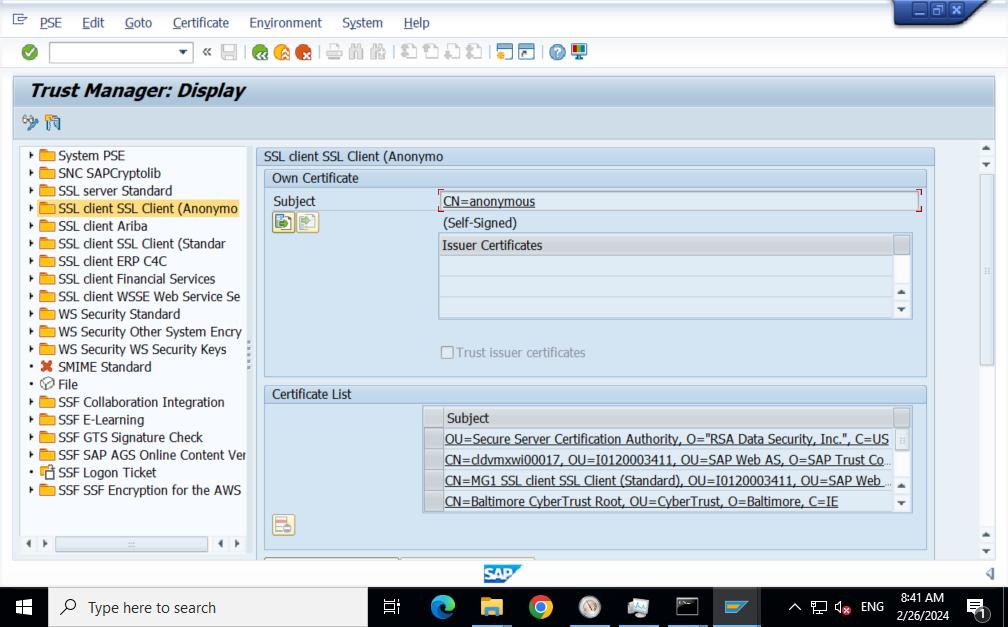 PSE Edit Goto Certificate Environment System Help
Trust Manager: Display
System PSE
SNC SAPCryptolib
SSL server Standard
SSL client SSL Client (Anonymo
SSL client Ariba
SSL client SSL Client (Standar
SSL client ERP C4C
SSL client Financial Services
SSL client WSSE Web Service Se
WS Security Standard
WS Security Other System Encry
WS Security WS Security Keys
SMIME Standard
File
SSF Collaboration Integration
SSF E-Learning
SSF GTS Signature Check
SSF SAP AGS Online Content Ver
SSF Logon Ticket
SSF SSF Encryption for the AWS
SSL client SSL Client (Anonymo
Own Certificate
Subject CN=anonymous
(Self-Signed)
Issuer Certificates
Trust issuer certificates
Certificate List
Subject
OU=Secure Server Certification Authority, O="RSA Data Security, Inc.", C=US
CN=cldvmxwi00017, OU=I0120003411, OU=SAP Web AS, O=SAP Trust Co...
CN=MG1 SSL client SSL Client (Standard), OU=I0120003411, OU=SAP Web ...
CN=Baltimore CyberTrust Root, OU=CyberTrust, O=Baltimore, C=IE
SAP
Type here to search
ENG
8:41 AM
2/26/2024
1